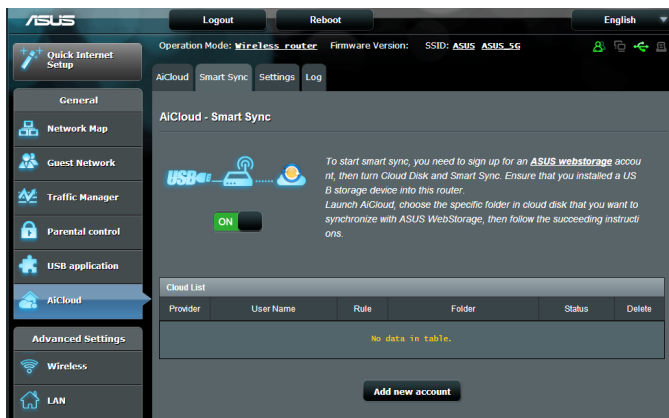 ASUS
Logout
Reboot
English
Quick Internet
Setup
Operation Mode: Wireless router Firmware Version: SSID: ASUS ASUS_5G
AiCloud
Smart Sync
Settings
Log
General
Network Map
Guest Network
Traffic Manager
Parental control
USB application
AiCloud
Advanced Settings
Wireless
LAN
AiCloud - Smart Sync
USB
ON
To start smart sync, you need to sign up for an ASUS webstorage accou
nt, then turn Cloud Disk and Smart Sync. Ensure that you installed a US
B storage device into this router.
Launch AiCloud, choose the specific folder in cloud disk that you want to
synchronize with ASUS WebStorage, then follow the succeeding instructi
ons.
Cloud List
Provider User Name Rule Folder Status Delete
No data in table.
Add new account